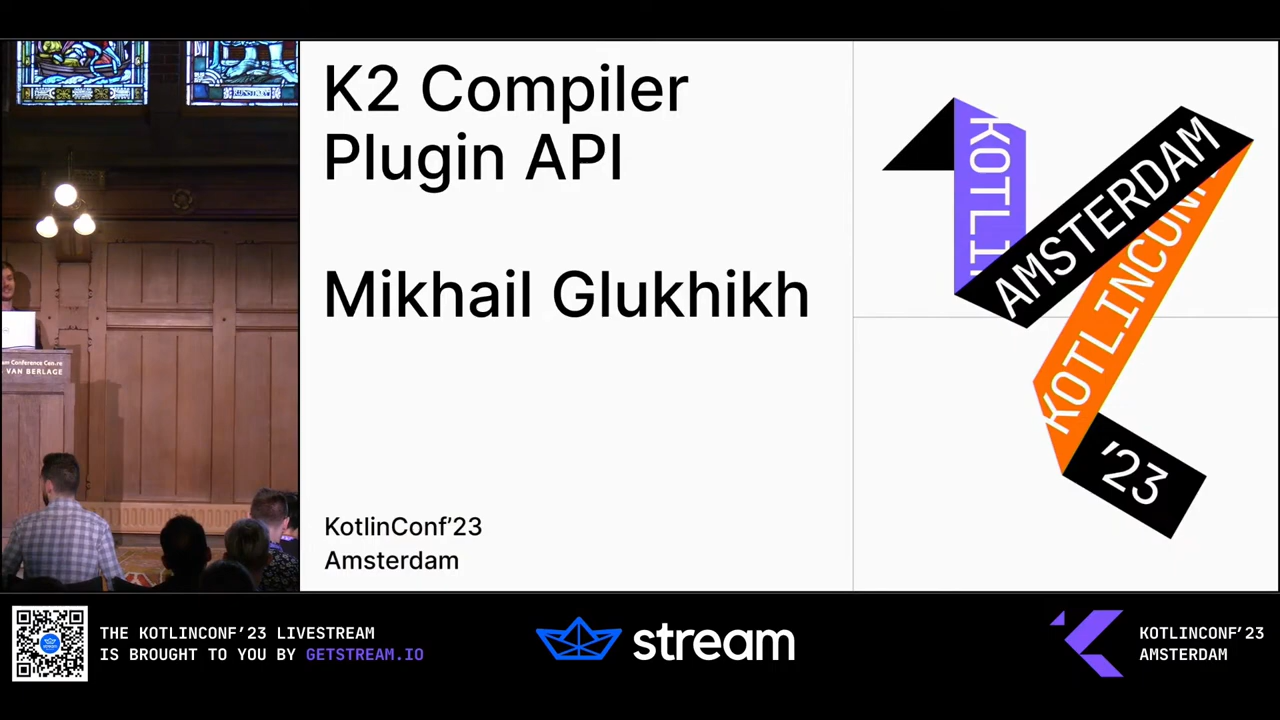 K2 Compiler
Plugin API
Mikhail Glukhikh
KotlinConf’23
Amsterdam
KOTLIN
AMSTERDAM
KOTLINCONF
’23
VAN BERLAGE
THE KOTLINCONF’23 LIVESTREAM
IS BROUGHT TO YOU BY GETSTREAM.IO
stream
KOTLINCONF’23
AMSTERDAM